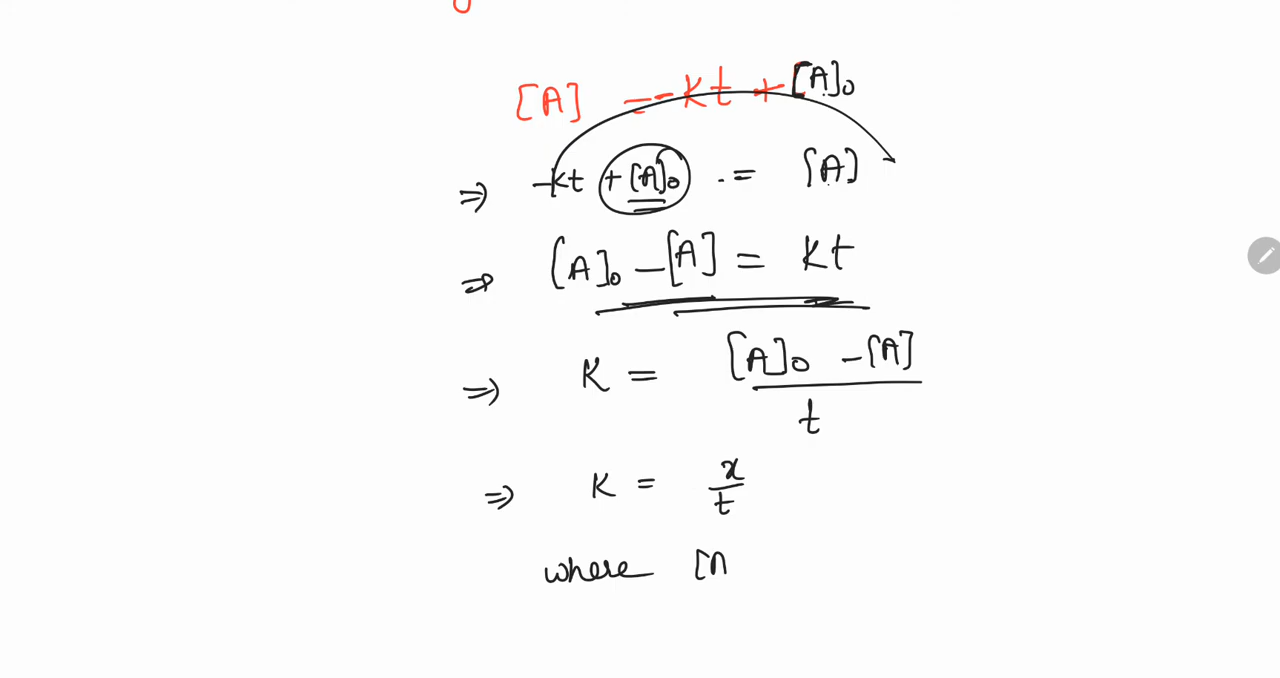 [A] = -kt + [A]₀
⇒ -kt + [A]₀ = [A]
⇒ [A]₀ - [A] = kt
⇒ K = [A]₀ - [A] / t
⇒ K = x / t
where [A